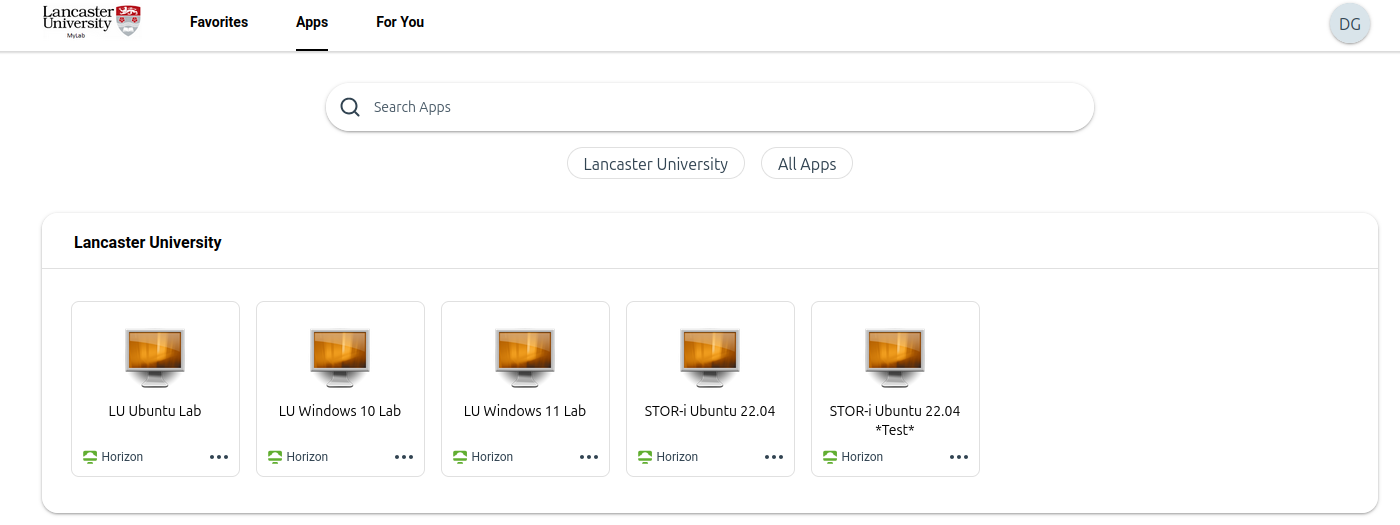 Lancaster
University
MyLab
Favorites
Apps
For You
DG
Search Apps
Lancaster University
All Apps
Lancaster University
LU Ubuntu Lab
Horizon
LU Windows 10 Lab
Horizon
LU Windows 11 Lab
Horizon
STOR-i Ubuntu 22.04
Horizon
STOR-i Ubuntu 22.04
*Test*
Horizon